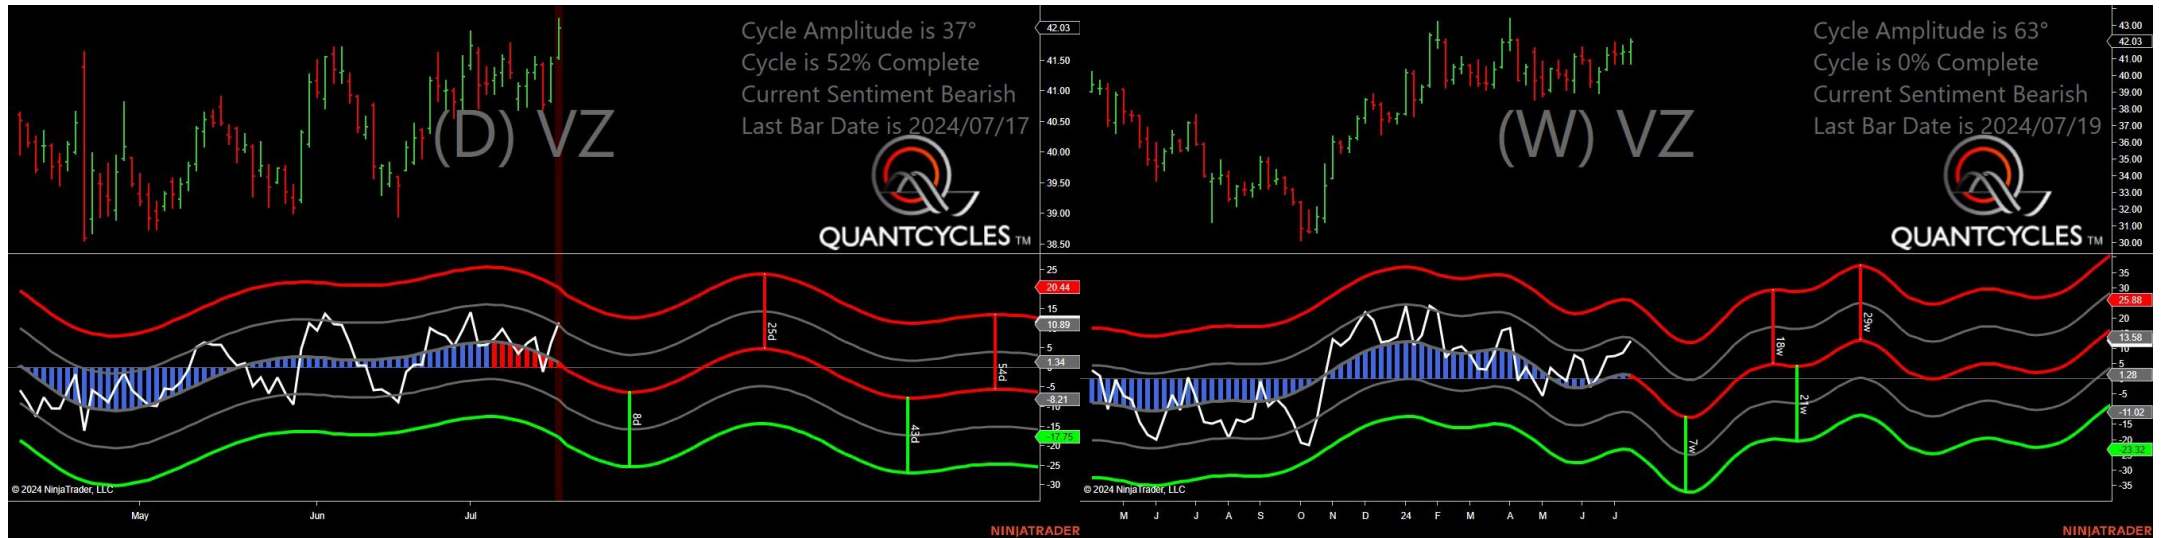 Cycle Amplitude is 37°
Cycle is 52% Complete
Current Sentiment Bearish
Last Bar Date is 2024/07/17
(D) VZ
QUANTCYCLES TM
42.03
41.50
41.00
40.50
40.00
39.50
39.00
38.50
25
20.44
15
10.89
5
1.34
-5
-8.21
-10
-17.75
-20
-25
-30
25d
54d
8d
43d
© 2024 NinjaTrader, LLC
May
Jun
Jul
NINJATRADER
Cycle Amplitude is 63°
Cycle is 0% Complete
Current Sentiment Bearish
Last Bar Date is 2024/07/19
(W) VZ
QUANTCYCLES TM
43.00
42.03
41.00
40.00
39.00
38.00
37.00
36.00
35.00
34.00
33.00
32.00
31.00
30.00
35
30
25.88
20
13.58
10
5
1.28
-5
-11.02
-15
-20
-23.32
-30
-35
18w
29w
21w
7w
© 2024 NinjaTrader, LLC
M
J
J
A
S
O
N
D
24
F
M
A
M
J
J
NINJATRADER